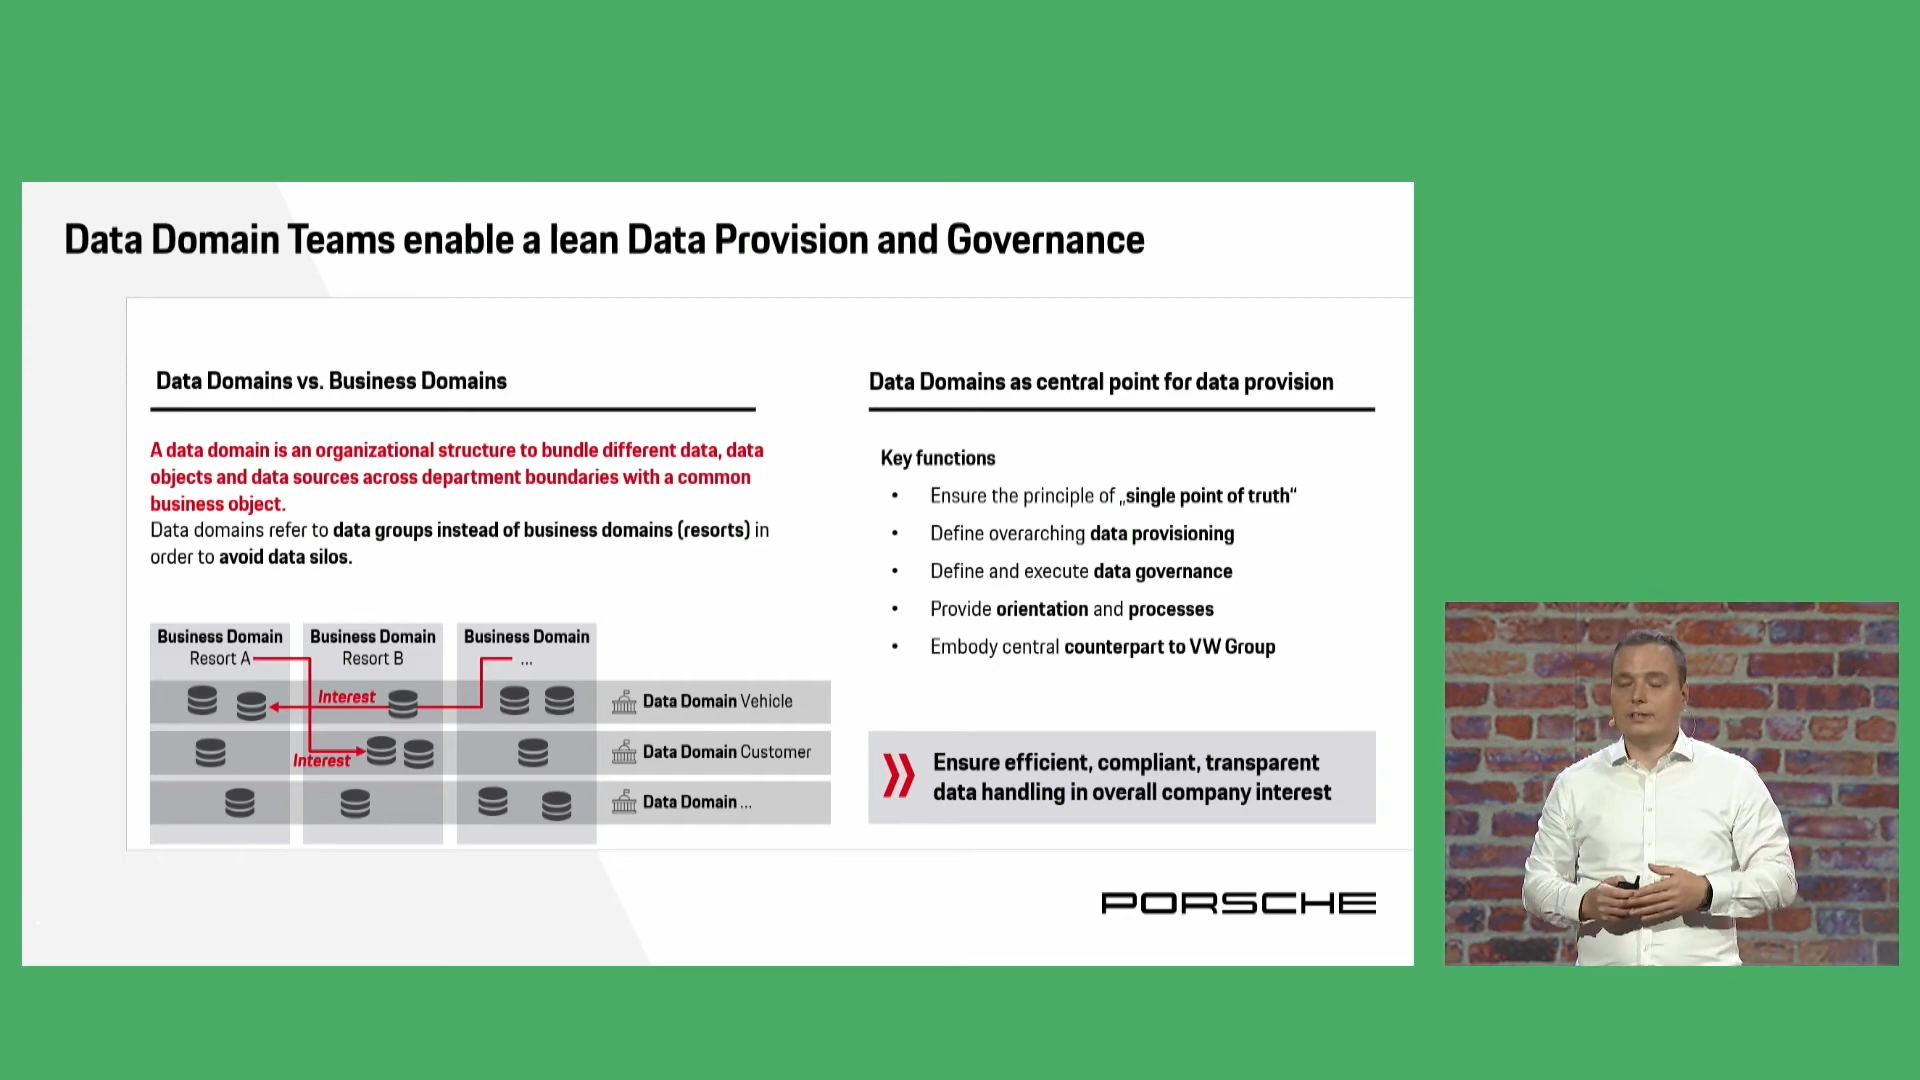 Data Domain Teams enable a lean Data Provision and Governance
Data Domains vs. Business Domains
A data domain is an organizational structure to bundle different data, data
objects and data sources across department boundaries with a common
business object.
Data domains refer to data groups instead of business domains (resorts) in
order to avoid data silos.
Business Domain
Resort A
Business Domain
Resort B
Business Domain
...
Interest
Data Domain Vehicle
Interest
Data Domain Customer
Data Domain ...
Data Domains as central point for data provision
Key functions
• Ensure the principle of „single point of truth“
• Define overarching data provisioning
• Define and execute data governance
• Provide orientation and processes
• Embody central counterpart to VW Group
Ensure efficient, compliant, transparent
data handling in overall company interest
PORSCHE